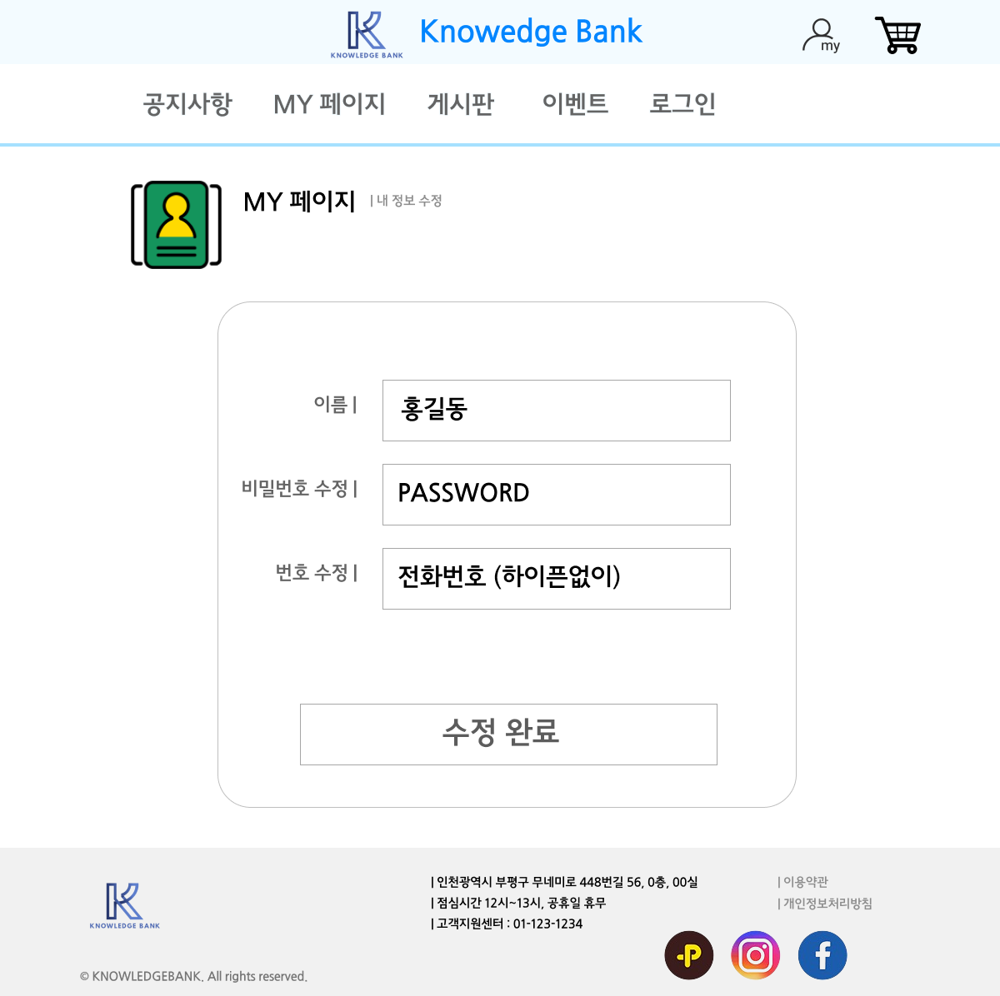 KNOWLEDGE BANK
Knowedge Bank
my
공지사항 MY 페이지 게시판 이벤트 로그인
MY 페이지 | 내 정보 수정
이름 | 홍길동
비밀번호 수정 | PASSWORD
번호 수정 | 전화번호 (하이픈없이)
수정 완료
KNOWLEDGE BANK
| 인천광역시 부평구 무네미로 448번길 56, 0층, 00실
| 점심시간 12시~13시, 공휴일 휴무
| 고객지원센터 : 01-123-1234
| 이용약관
| 개인정보처리방침
© KNOWLEDGEBANK. All rights reserved.